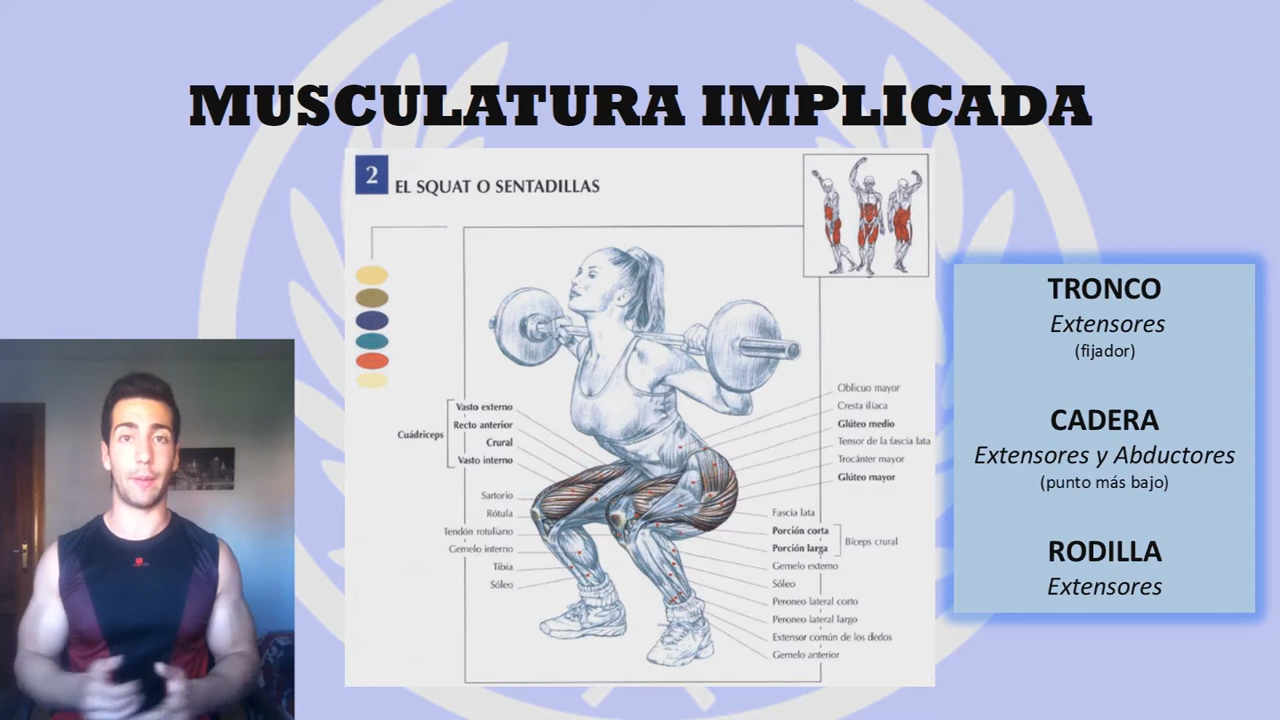 MUSCULATURA IMPLICADA
2
EL SQUAT O SENTADILLAS
Cuádriceps
Vasto externo
Recto anterior
Crural
Vasto interno
Sartorio
Rótula
Tendón rotuliano
Gemelo interno
Tibia
Sóleo
Oblicuo mayor
Cresta ilíaca
Glúteo medio
Tensor de la fascia lata
Trocánter mayor
Glúteo mayor
Fascia lata
Porción corta
Porción larga
Bíceps crural
Gemelo externo
Sóleo
Peroneo lateral corto
Peroneo lateral largo
Extensor común de los dedos
Gemelo anterior
TRONCO
Extensores
(fijador)
CADERA
Extensores y Abductores
(punto más bajo)
RODILLA
Extensores